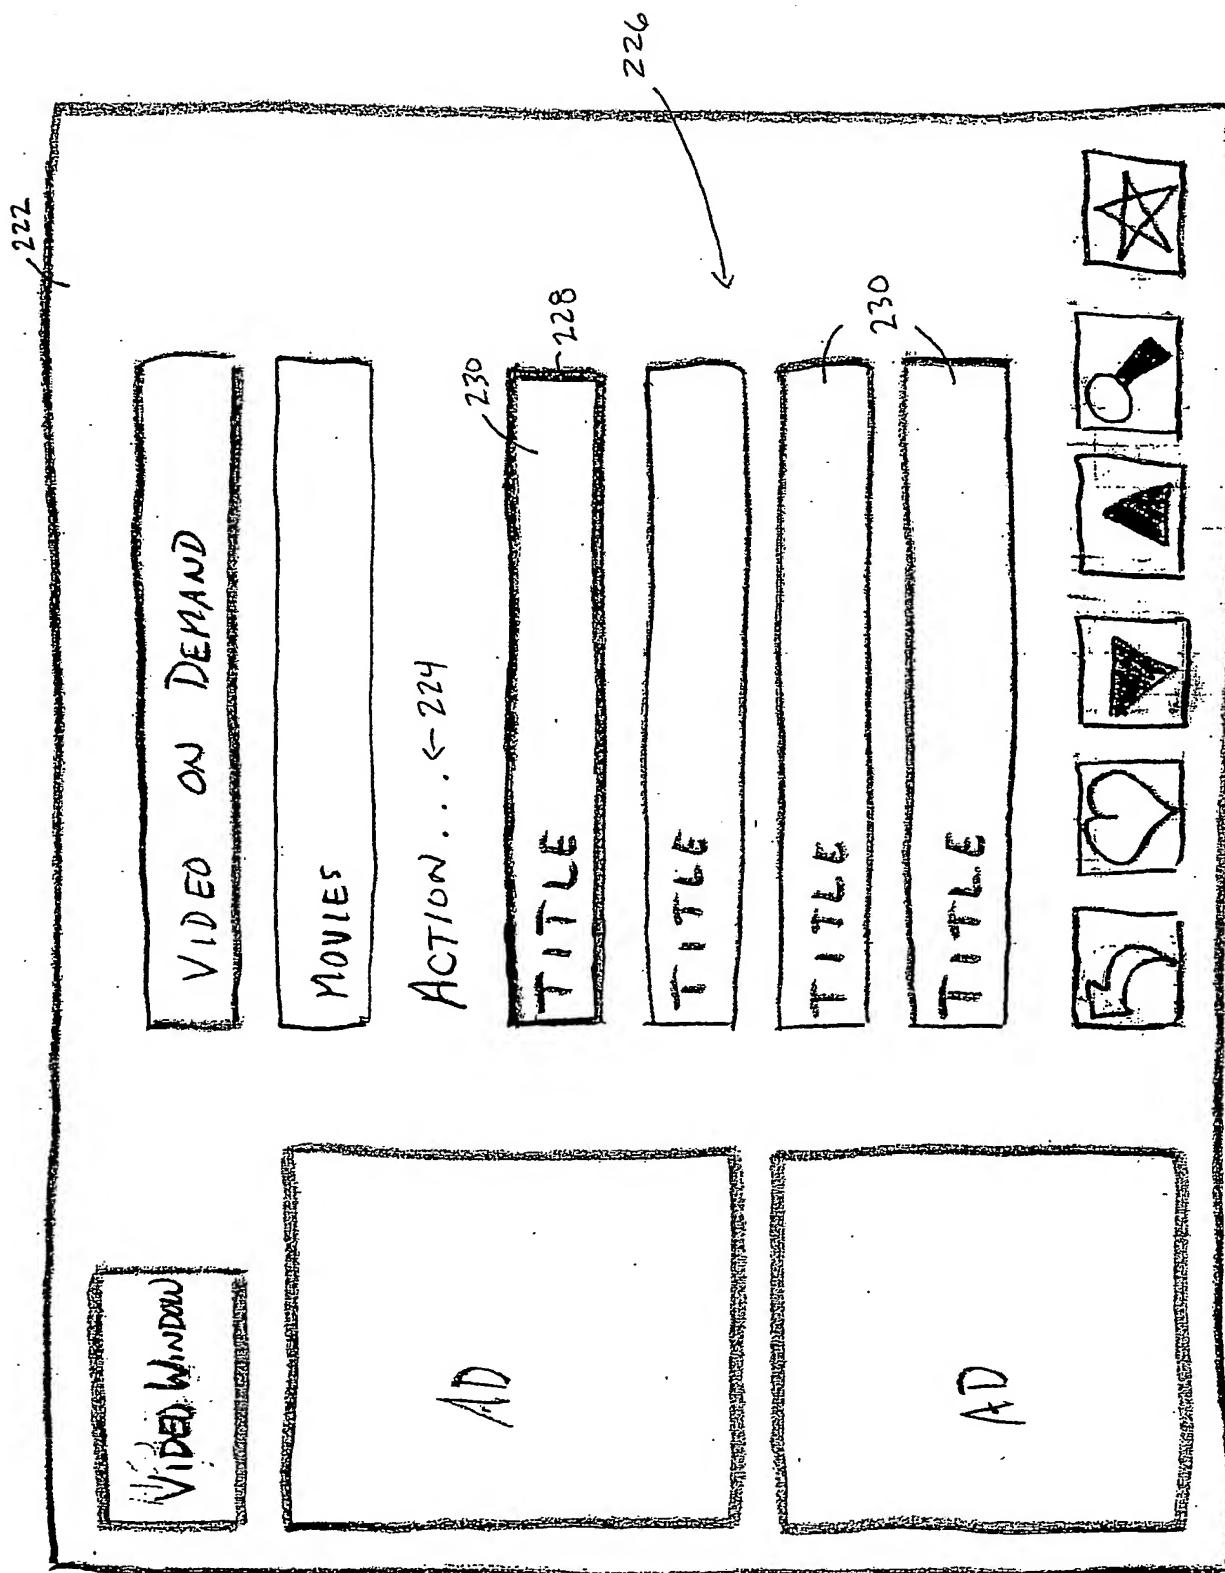 222
VIDEO WINDOW
VIDEO ON DEMAND
MOVIES
ACTION.... ← 224
230
228
TITLE
226
TITLE
TITLE
230
TITLE
AD
AD